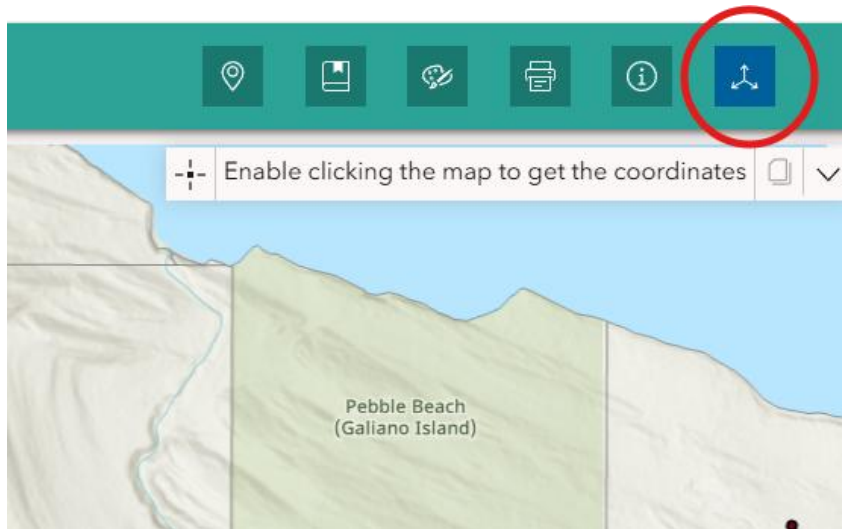 Enable clicking the map to get the coordinates
Pebble Beach
(Galiano Island)